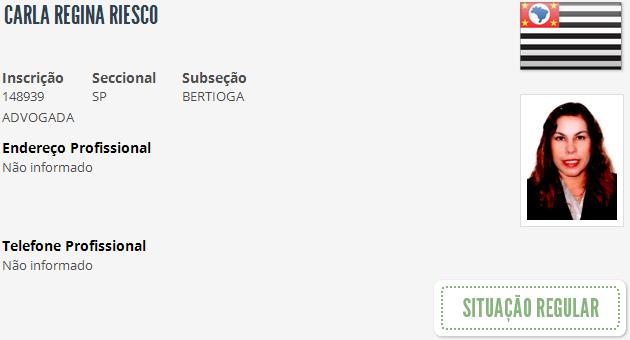 CARLA REGINA RIESCO
Inscrição Seccional Subseção
148939 SP BERTIOGA
ADVOGADA
Endereço Profissional
Não informado
Telefone Profissional
Não informado
SITUAÇÃO REGULAR